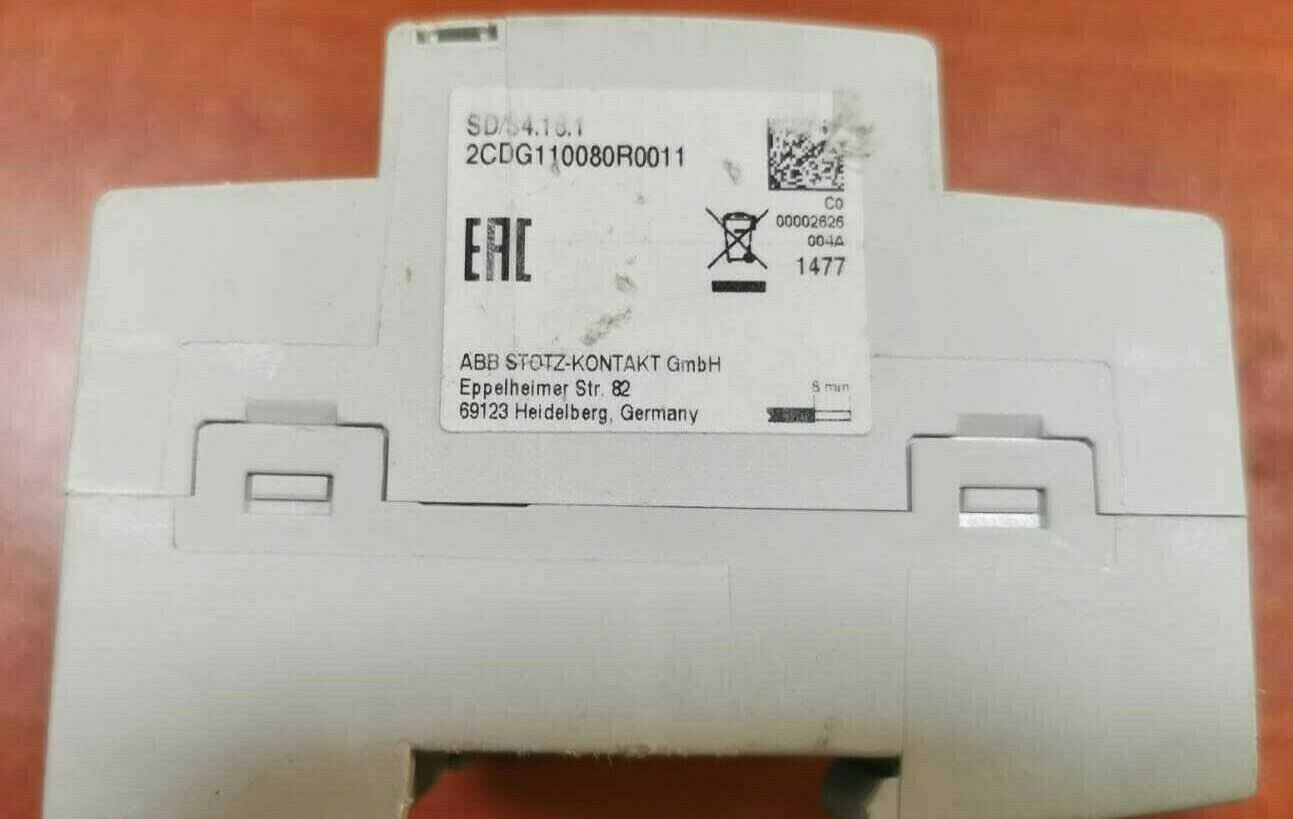 SD/S4.16.1
2CDG110080R0011
C0
00002626
004A
1477
EAC
ABB STOTZ-KONTAKT GmbH
Eppelheimer Str. 82
69123 Heidelberg, Germany
8 mm